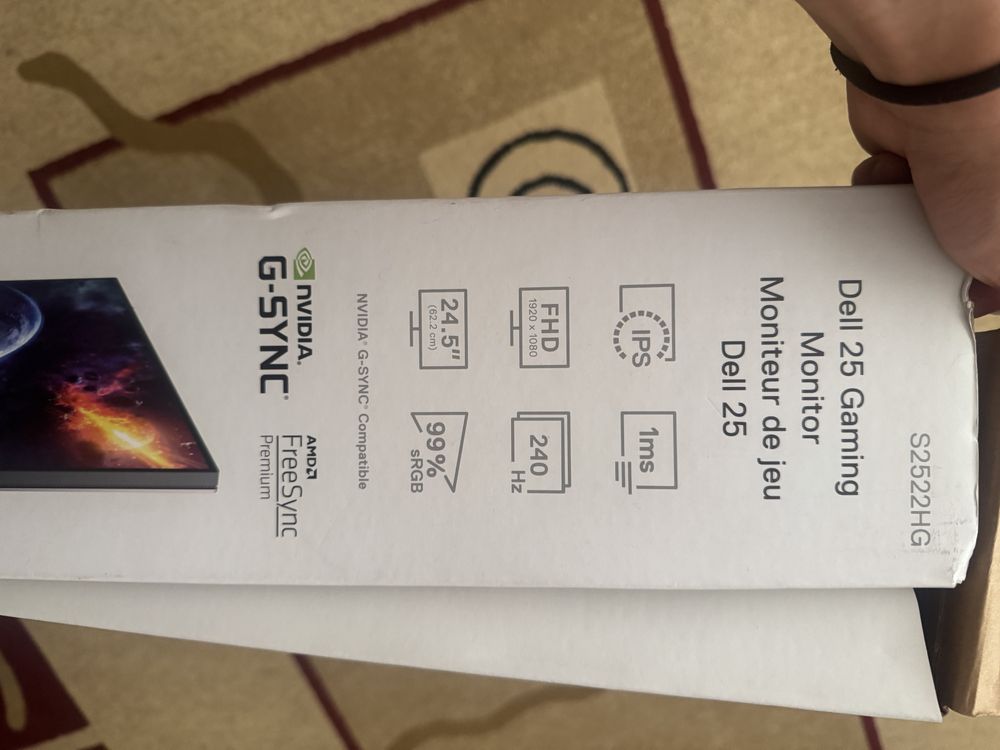 S2522HG
Dell 25 Gaming
Monitor
Moniteur de jeu
Dell 25
IPS
1ms
FHD
1920 x 1080
240
Hz
24.5"
(62.2 cm)
99%
sRGB
NVIDIA® G-SYNC® Compatible
NVIDIA®
G-SYNC®
AMD
FreeSync
Premium